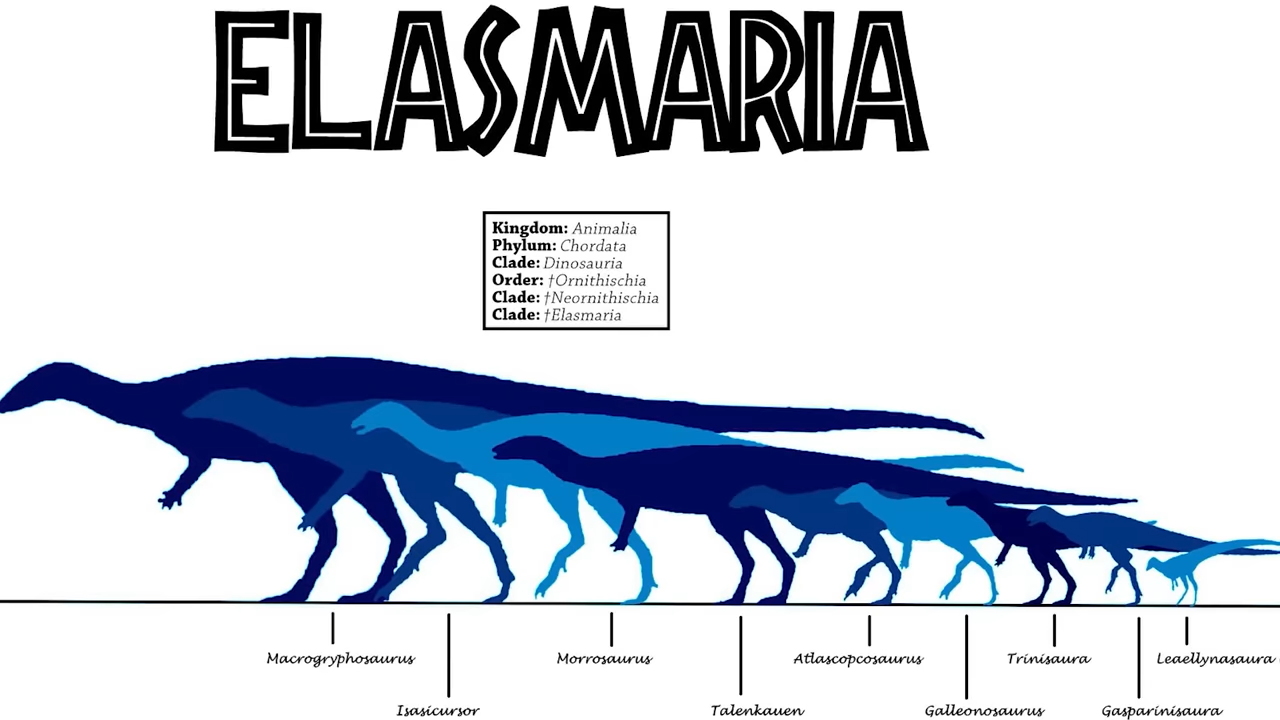 ELASMARIA
Kingdom: Animalia
Phylum: Chordata
Clade: Dinosauria
Order: †Ornithischia
Clade: †Neornithischia
Clade: †Elasmaria
Macrogryphosaurus
Morrosaurus
Atlascopcosaurus
Trinisaura
Leaellynasaura
Isasicursor
Talenkauen
Galleonosaurus
Gasparinisaura